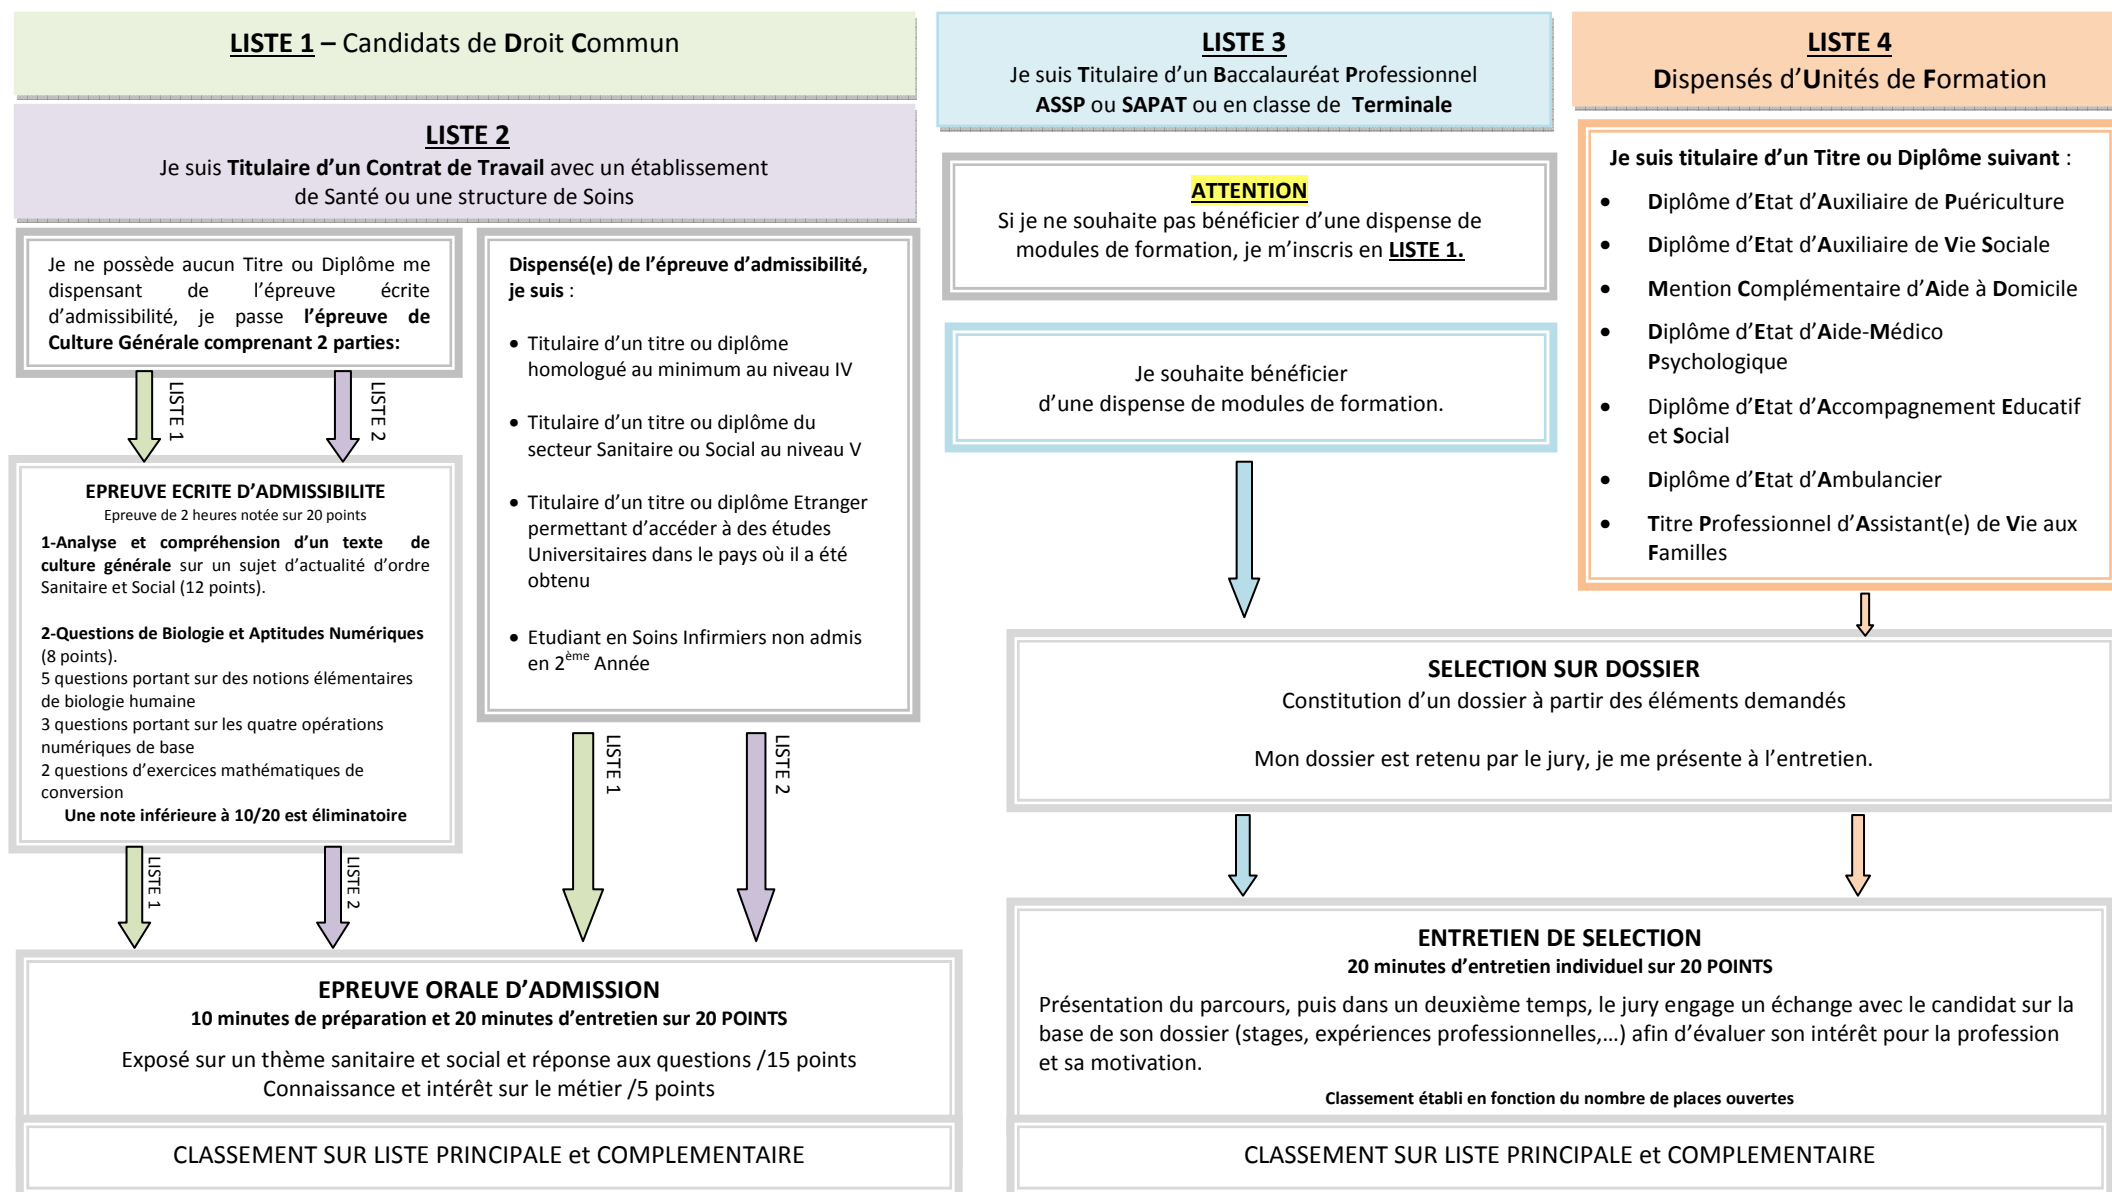 LISTE 1 – Candidats de Droit Commun
LISTE 2
Je suis Titulaire d'un Contrat de Travail avec un établissement
de Santé ou une structure de Soins
Je ne possède aucun Titre ou Diplôme me
dispensant de l'épreuve écrite
d'admissibilité, je passe l'épreuve de
Culture Générale comprenant 2 parties:
LISTE 1
LISTE 2
EPREUVE ECRITE D'ADMISSIBILITE
Epreuve de 2 heures notée sur 20 points
1-Analyse et compréhension d'un texte de
culture générale sur un sujet d'actualité d'ordre
Sanitaire et Social (12 points).
2-Questions de Biologie et Aptitudes Numériques
(8 points).
5 questions portant sur des notions élémentaires
de biologie humaine
3 questions portant sur les quatre opérations
numériques de base
2 questions d'exercices mathématiques de
conversion
Une note inférieure à 10/20 est éliminatoire
LISTE 1
LISTE 2
Dispensé(e) de l'épreuve d'admissibilité,
je suis :
• Titulaire d'un titre ou diplôme
homologué au minimum au niveau IV
• Titulaire d'un titre ou diplôme du
secteur Sanitaire ou Social au niveau V
• Titulaire d'un titre ou diplôme Etranger
permettant d'accéder à des études
Universitaires dans le pays où il a été
obtenu
• Etudiant en Soins Infirmiers non admis
en 2ème Année
LISTE 1
LISTE 2
EPREUVE ORALE D'ADMISSION
10 minutes de préparation et 20 minutes d'entretien sur 20 POINTS
Exposé sur un thème sanitaire et social et réponse aux questions /15 points
Connaissance et intérêt sur le métier /5 points
CLASSEMENT SUR LISTE PRINCIPALE et COMPLEMENTAIRE
LISTE 3
Je suis Titulaire d'un Baccalauréat Professionnel
ASSP ou SAPAT ou en classe de Terminale
ATTENTION
Si je ne souhaite pas bénéficier d'une dispense de
modules de formation, je m'inscris en LISTE 1.
Je souhaite bénéficier
d'une dispense de modules de formation.
LISTE 4
Dispensés d'Unités de Formation
Je suis titulaire d'un Titre ou Diplôme suivant :
• Diplôme d'Etat d'Auxiliaire de Puériculture
• Diplôme d'Etat d'Auxiliaire de Vie Sociale
• Mention Complémentaire d'Aide à Domicile
• Diplôme d'Etat d'Aide-Médico
Psychologique
• Diplôme d'Etat d'Accompagnement Educatif
et Social
• Diplôme d'Etat d'Ambulancier
• Titre Professionnel d'Assistant(e) de Vie aux
Familles
SELECTION SUR DOSSIER
Constitution d'un dossier à partir des éléments demandés
Mon dossier est retenu par le jury, je me présente à l'entretien.
ENTRETIEN DE SELECTION
20 minutes d'entretien individuel sur 20 POINTS
Présentation du parcours, puis dans un deuxième temps, le jury engage un échange avec le candidat sur la
base de son dossier (stages, expériences professionnelles,…) afin d'évaluer son intérêt pour la profession
et sa motivation.
Classement établi en fonction du nombre de places ouvertes
CLASSEMENT SUR LISTE PRINCIPALE et COMPLEMENTAIRE